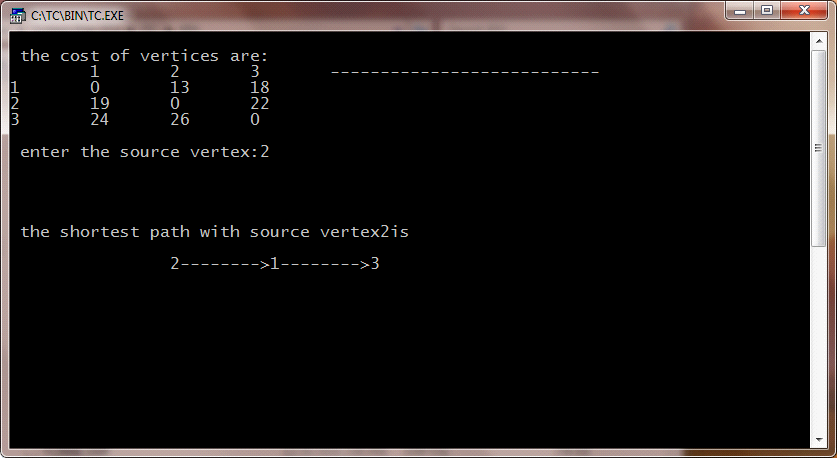 C:\TC\BIN\TC.EXE
the cost of vertices are:
1 2 3 ---------------------------
1 0 13 18
2 19 0 22
3 24 26 0
enter the source vertex:2
the shortest path with source vertex2is
2-------->1-------->3